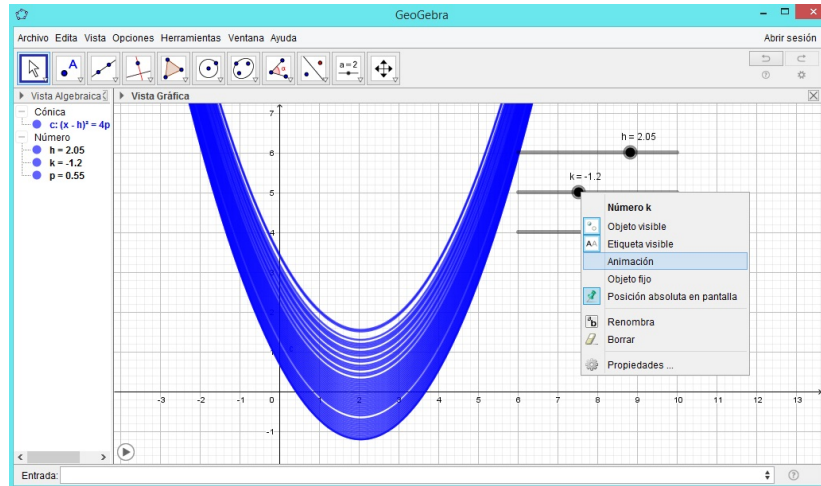 GeoGebra
Archivo Edita Vista Opciones Herramientas Ventana Ayuda
Abrir sesión
A
a=2
Vista Algebraica
Vista Gráfica
Cónica
c: (x - h)² = 4p
Número
h = 2.05
k = -1.2
p = 0.55
7
6
5
4
1
-1
-3 -2 -1 0 1 2 3 4 5 6 7 8 9 10 11 12 13
h = 2.05
k = -1.2
Número k
Objeto visible
AA Etiqueta visible
Animación
Objeto fijo
Posición absoluta en pantalla
Renombra
Borrar
Propiedades ...
Entrada: